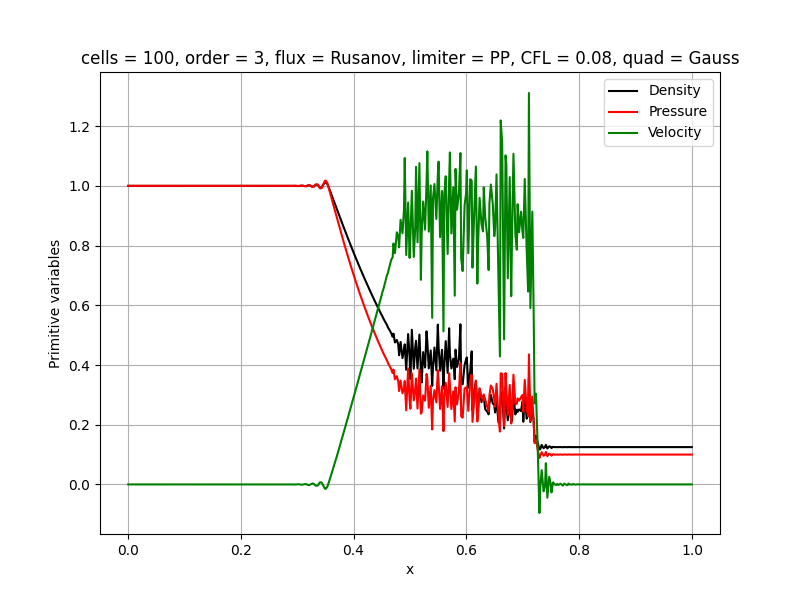 cells = 100, order = 3, flux = Rusanov, limiter = PP, CFL = 0.08, quad = Gauss
Density
Pressure
Velocity
1.2
1.0
0.8
0.6
0.4
0.2
0.0
Primitive variables
0.0 0.2 0.4 0.6 0.8 1.0
x